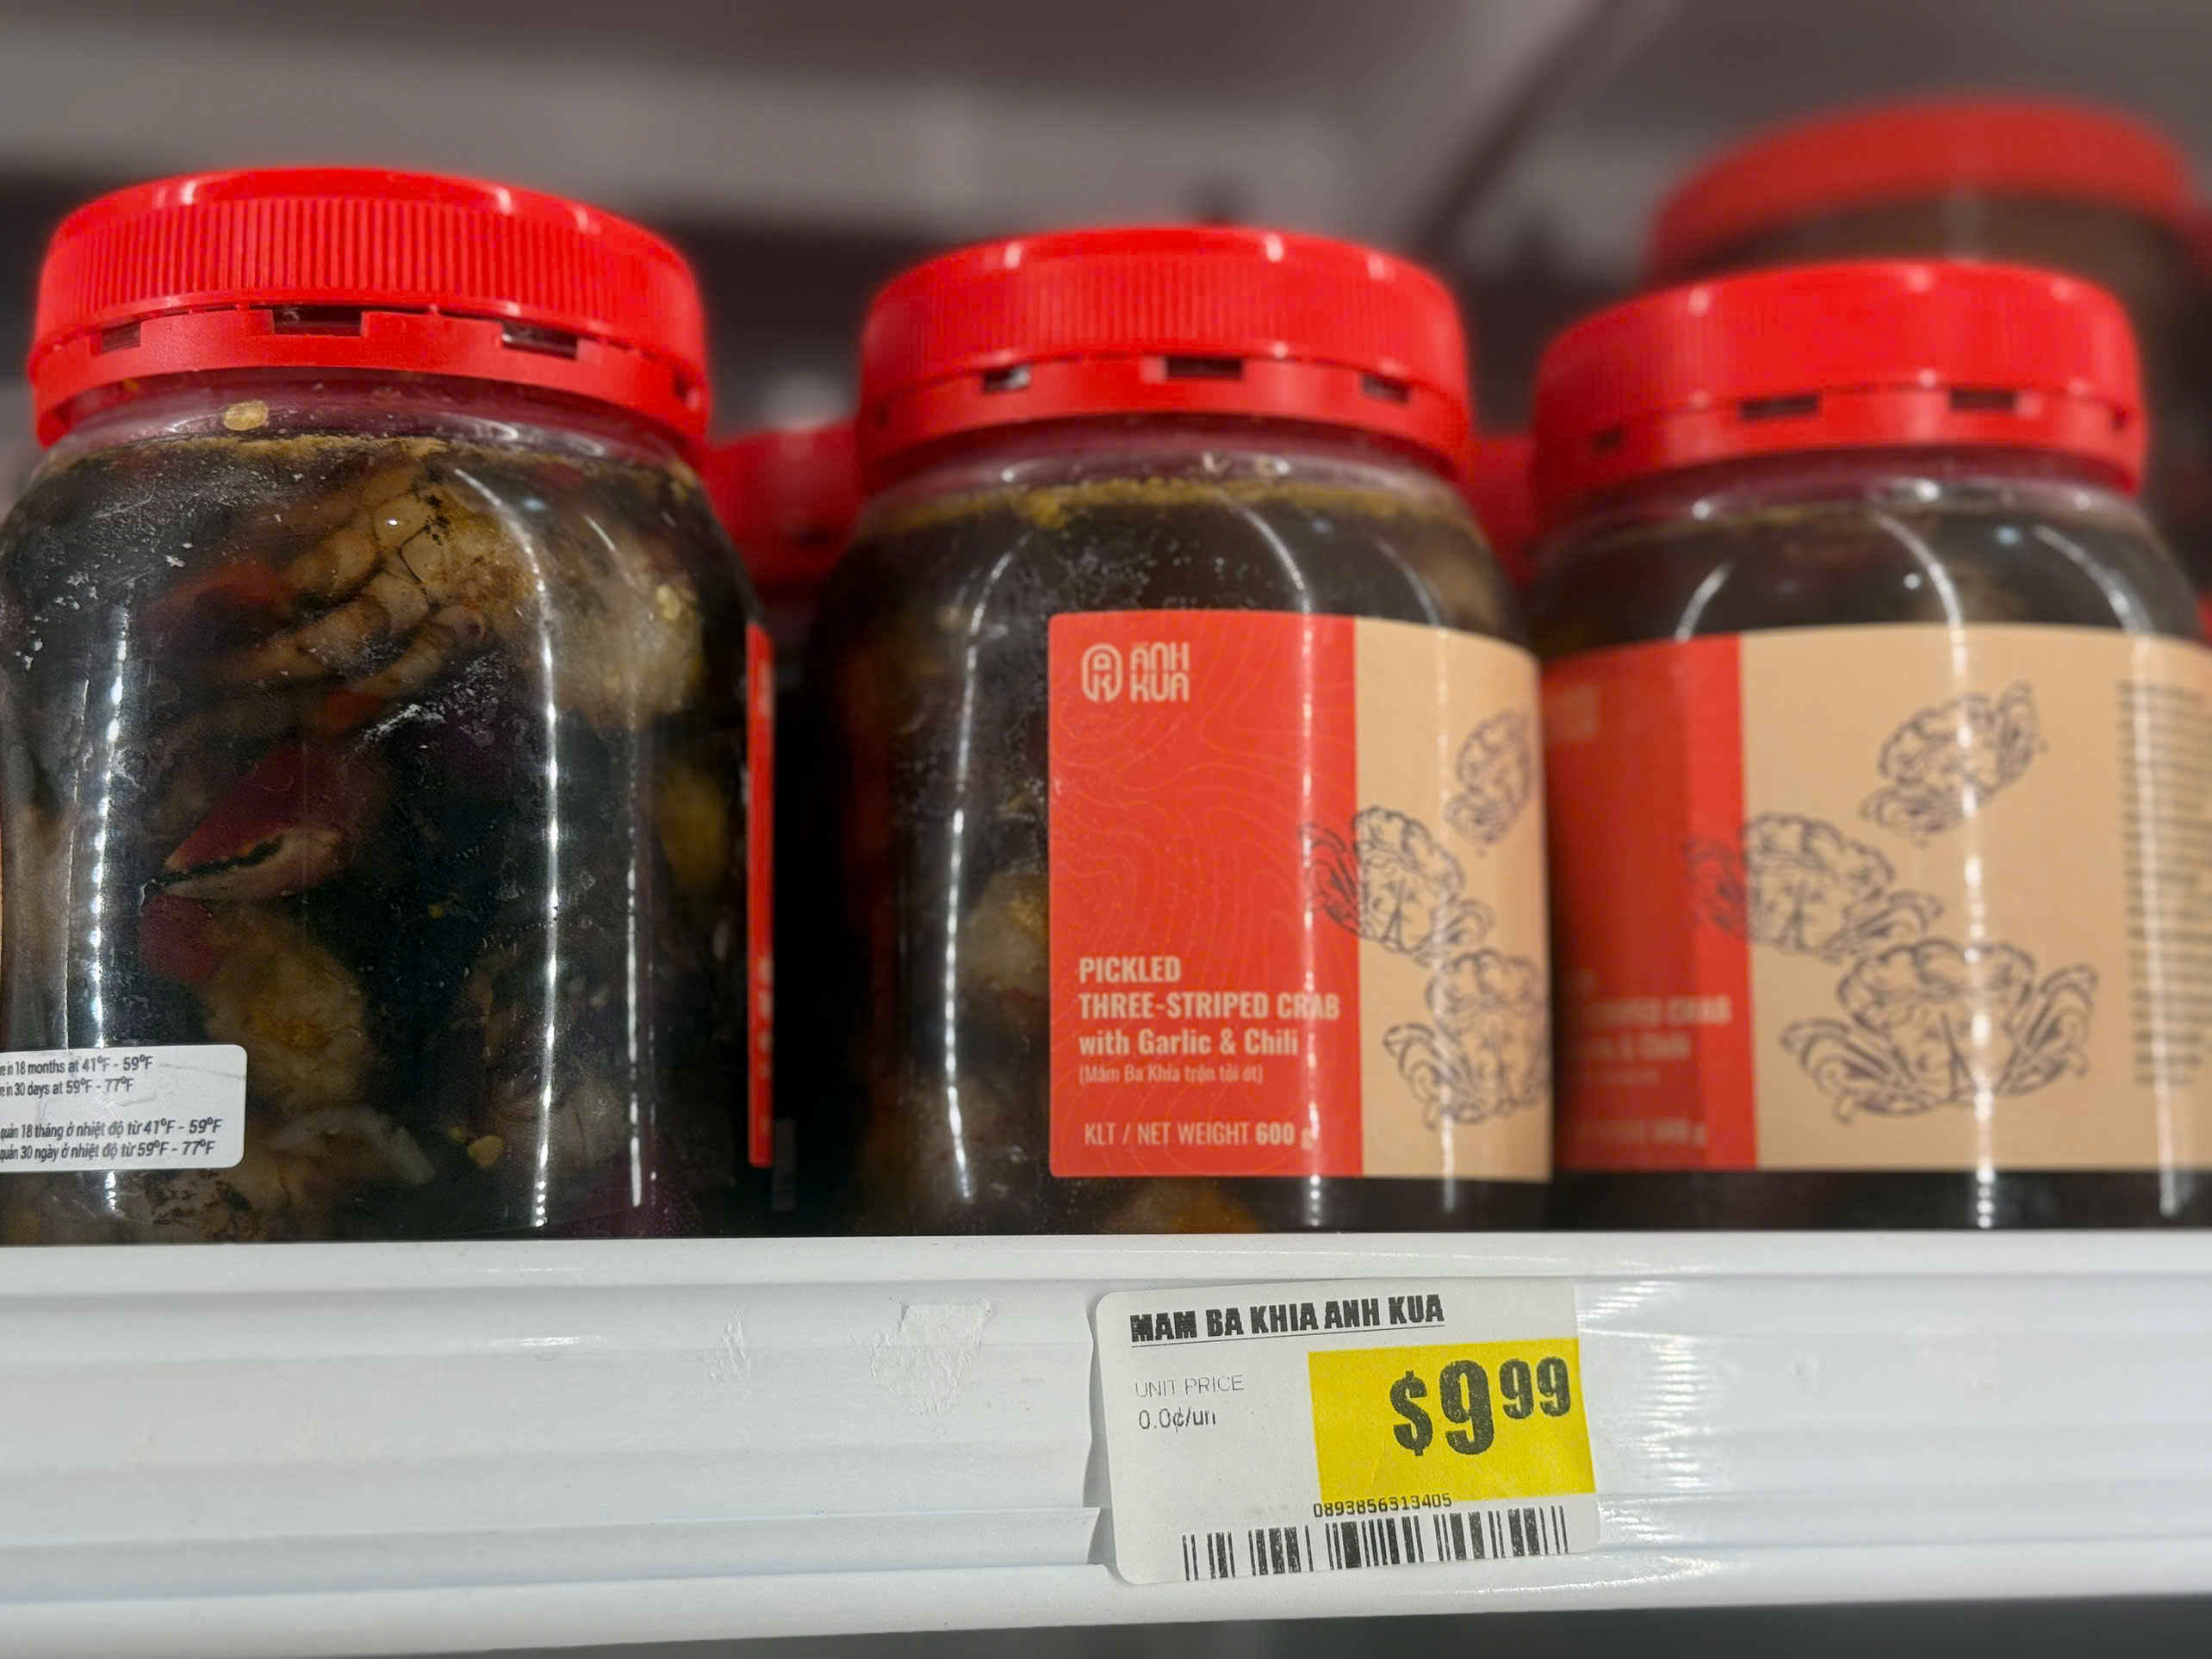 in 18 months at 41°F - 59°F
in 30 days at 59°F - 77°F
quản 18 tháng ở nhiệt độ từ 41°F - 59°F
quản 30 ngày ở nhiệt độ từ 59°F - 77°F
ÁNH
KUA
PICKLED
THREE-STRIPED CRAB
with Garlic & Chili
(Mắm Ba Khía trộn tỏi ớt)
KLT / NET WEIGHT 600 g
CRAB
& Chili
MAM BA KHIA ANH KUA
UNIT PRICE
0.0¢/un
$9.99
0893856313405